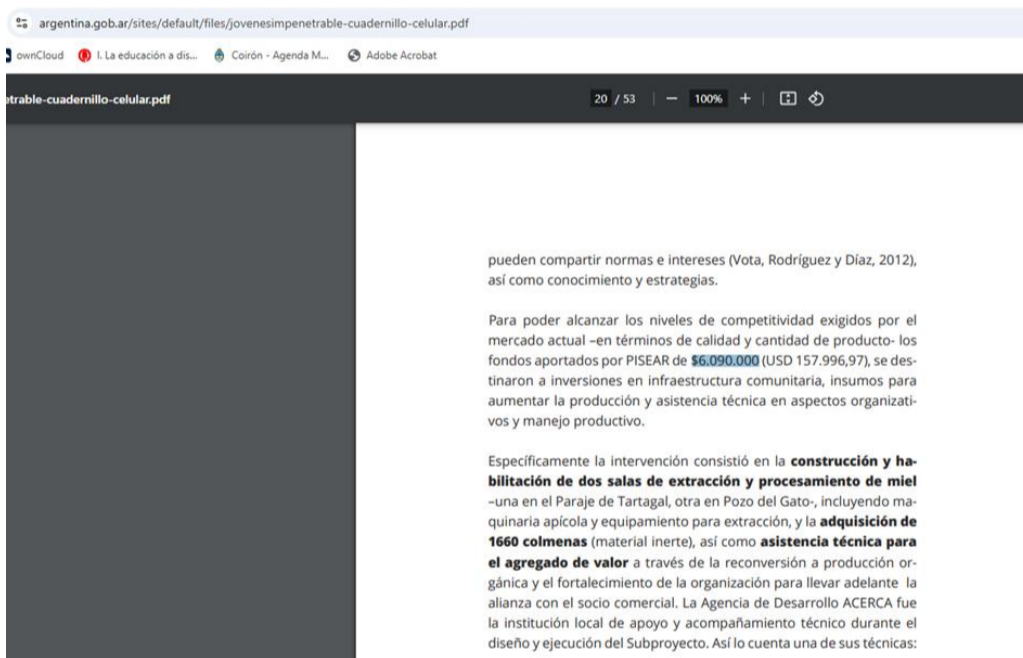 argentina.gob.ar/sites/default/files/jovenesimpenetrable-cuadernillo-celular.pdf
ownCloud I. La educación a dis... Coirón - Agenda M... Adobe Acrobat
etrable-cuadernillo-celular.pdf 20 / 53 100%
pueden compartir normas e intereses (Vota, Rodríguez y Díaz, 2012),
así como conocimiento y estrategias.
Para poder alcanzar los niveles de competitividad exigidos por el
mercado actual –en términos de calidad y cantidad de producto- los
fondos aportados por PISEAR de $6.090.000 (USD 157.996,97), se des-
tinaron a inversiones en infraestructura comunitaria, insumos para
aumentar la producción y asistencia técnica en aspectos organizati-
vos y manejo productivo.
Específicamente la intervención consistió en la construcción y ha-
bilitación de dos salas de extracción y procesamiento de miel
–una en el Paraje de Tartagal, otra en Pozo del Gato-, incluyendo ma-
quinaria apícola y equipamiento para extracción, y la adquisición de
1660 colmenas (material inerte), así como asistencia técnica para
el agregado de valor a través de la reconversión a producción or-
gánica y el fortalecimiento de la organización para llevar adelante la
alianza con el socio comercial. La Agencia de Desarrollo ACERCA fue
la institución local de apoyo y acompañamiento técnico durante el
diseño y ejecución del Subproyecto. Así lo cuenta una de sus técnicas: